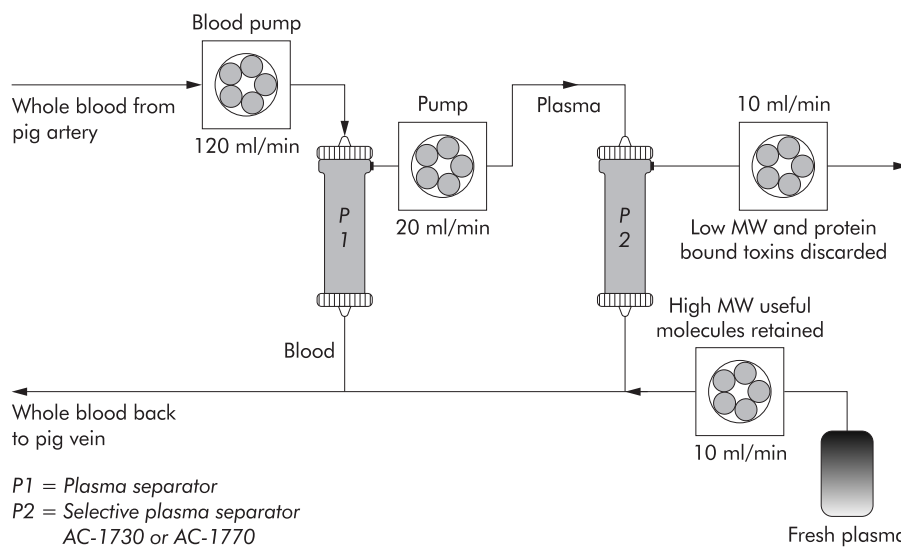 Blood pump
Whole blood from
pig artery
120 ml/min
Pump
20 ml/min
Plasma
10 ml/min
Low MW and protein
bound toxins discarded
P
1
P
2
High MW useful
molecules retained
Blood
10 ml/min
Whole blood back
to pig vein
Fresh plasma
P1 = Plasma separator
P2 = Selective plasma separator
AC-1730 or AC-1770